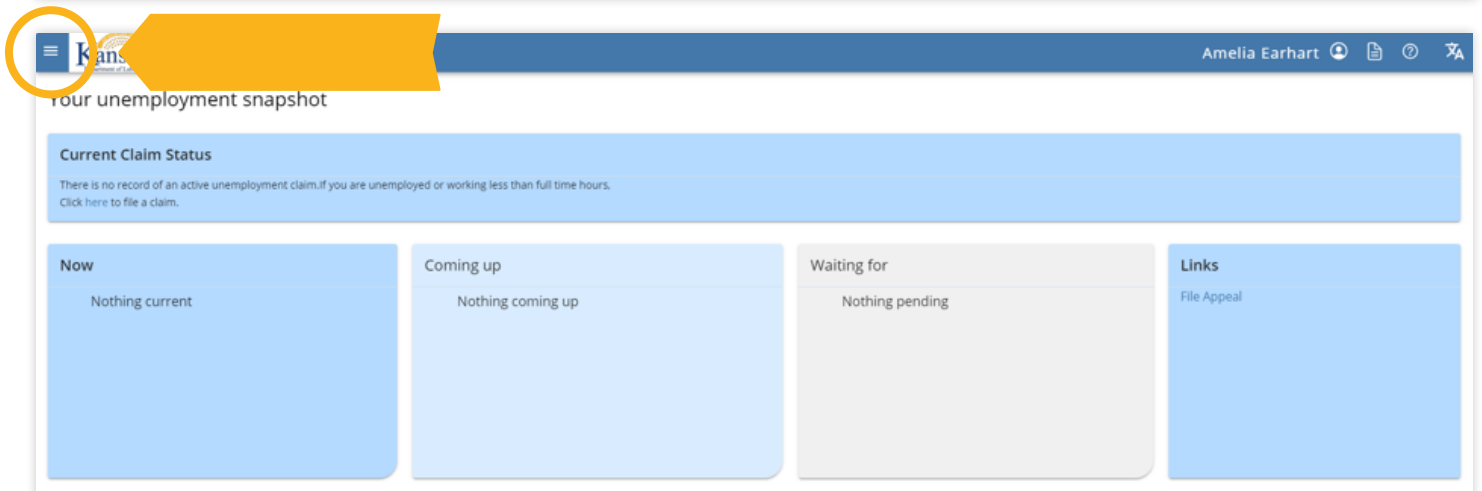 Amelia Earhart
Your unemployment snapshot
Current Claim Status
There is no record of an active unemployment claim.If you are unemployed or working less than full time hours.
Click here to file a claim.
Now
Nothing current
Coming up
Nothing coming up
Waiting for
Nothing pending
Links
File Appeal